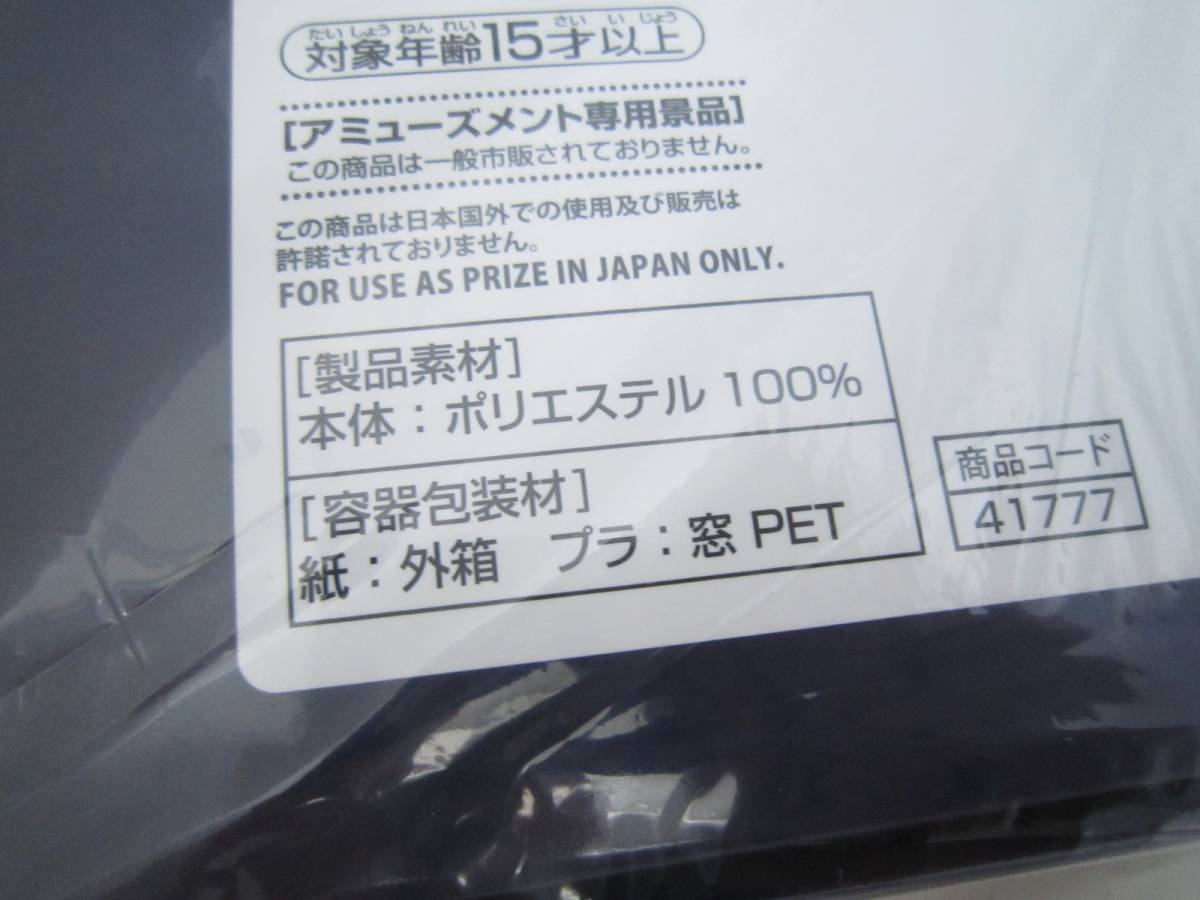 たいしょうねんれい さいいじょう
対象年齢15才以上
[アミューズメント専用景品]
この商品は一般市販されておりません。
この商品は日本国外での使用及び販売は
許諾されておりません。
FOR USE AS PRIZE IN JAPAN ONLY.
[製品素材]
本体：ポリエステル 100%
[容器包装材]
紙：外箱　プラ：窓 PET
商品コード
41777